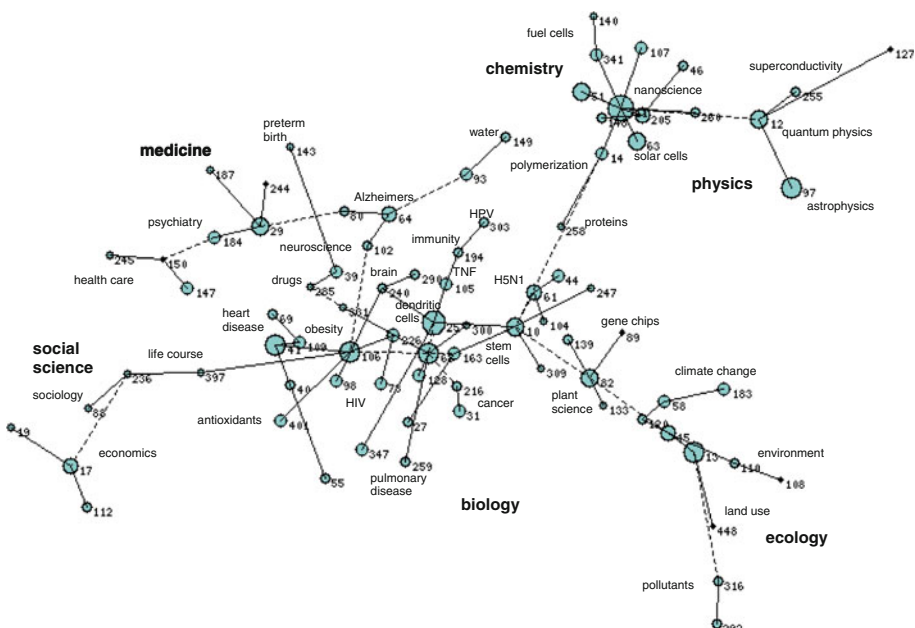 140
fuel cells
341
107
127
chemistry
46
superconductivity
51
nanoscience
255
205
260
12
quantum physics
preterm
birth
143
water
149
63
solar cells
medicine
polymerization
14
187
244
93
physics
97
astrophysics
Alzheimers
80
64
psychiatry
29
184
HPV
303
proteins
258
neuroscience
102
immunity
194
245
150
health care
147
39
brain
290
TNF
105
H5N1
44
drugs
285
240
61
247
dendritic
cells
heart
disease
69
obesity
226
300
10
104
gene chips
stem
cells
139
89
41
109
106
163
social
science
life course
236
397
309
plant
science
82
climate change
98
HIV
73
128
216
cancer
133
58
183
sociology
88
40
antioxidants
401
31
120
45
27
19
economics
17
347
259
pulmonary
disease
13
environment
110
108
55
112
biology
land use
448
ecology
pollutants
316